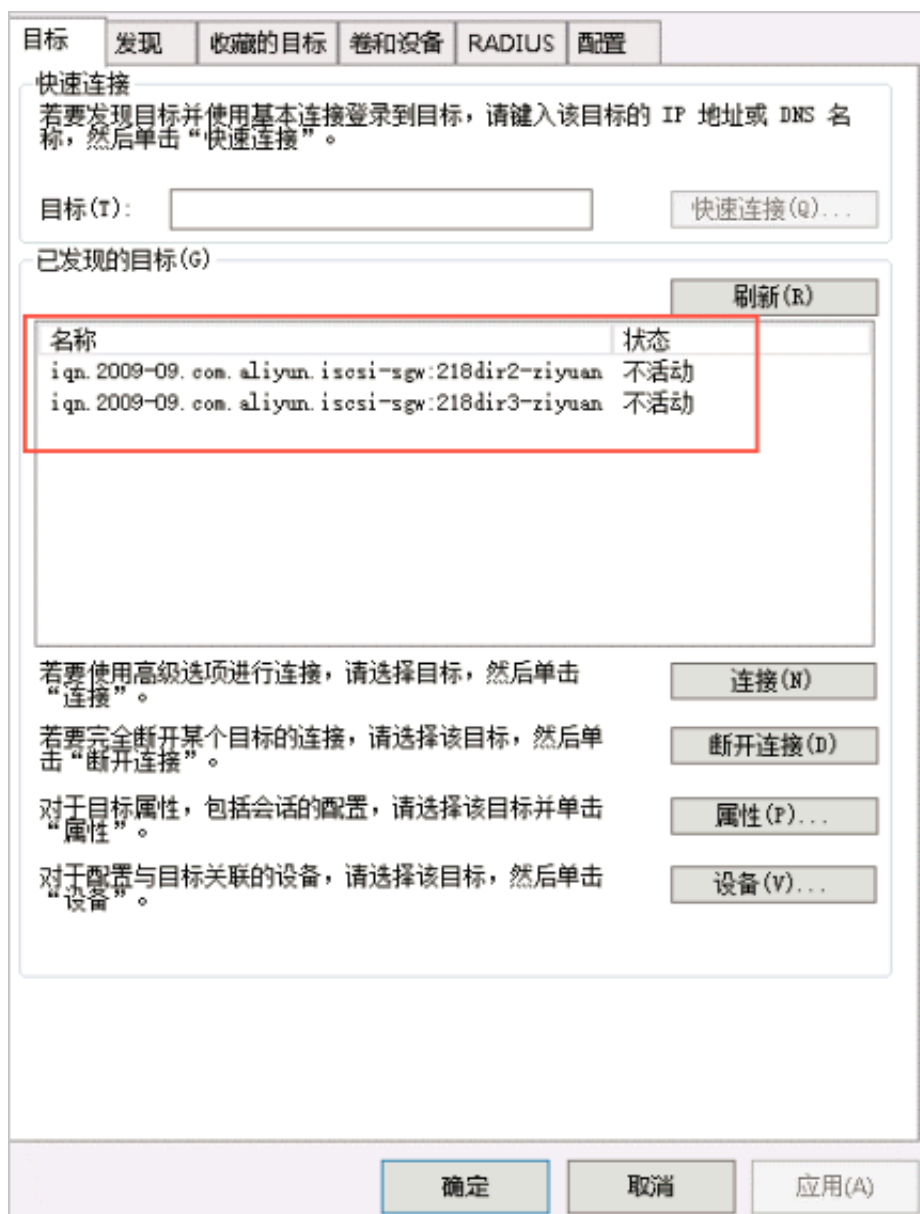 目标 发现 收藏的目标 卷和设备 RADIUS 配置
快速连接
若要发现目标并使用基本连接登录到目标，请键入该目标的 IP 地址或 DNS 名
称，然后单击“快速连接”。
目标(T): 快速连接(Q)...
已发现的目标(G)
刷新(R)
名称 状态
iqn.2009-09.com.aliyun.iscsi-sgw:218dir2-ziyuan 不活动
iqn.2009-09.com.aliyun.iscsi-sgw:218dir3-ziyuan 不活动
若要使用高级选项进行连接，请选择目标，然后单击
“连接”。
连接(N)
若要完全断开某个目标的连接，请选择该目标，然后单
击“断开连接”。
断开连接(D)
对于目标属性，包括会话的配置，请选择该目标并单击
“属性”。
属性(P)...
对于配置与目标关联的设备，请选择该目标，然后单击
“设备”。
设备(V)...
确定 取消 应用(A)